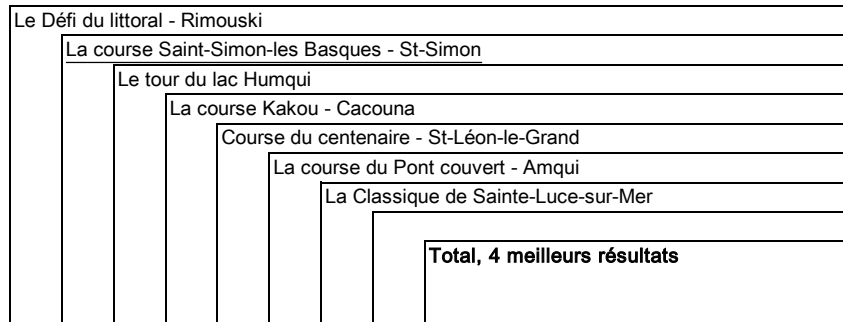 Le Défi du littoral - Rimouski
La course Saint-Simon-les Basques - St-Simon
Le tour du lac Humqui
La course Kakou - Cacouna
Course du centenaire - St-Léon-le-Grand
La course du Pont couvert - Amqui
La Classique de Sainte-Luce-sur-Mer
Total, 4 meilleurs résultats